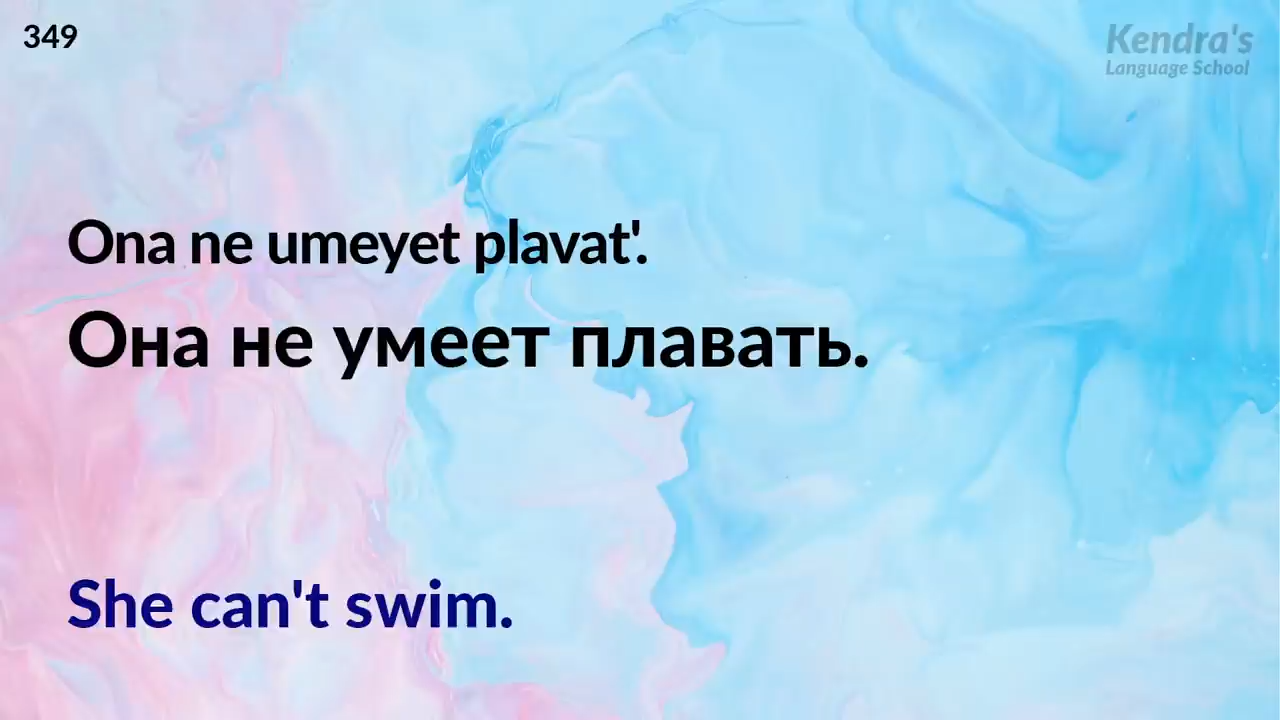 349
Kendra's
Language School
Ona ne umeyet plavat'.
Она не умеет плавать.
She can't swim.